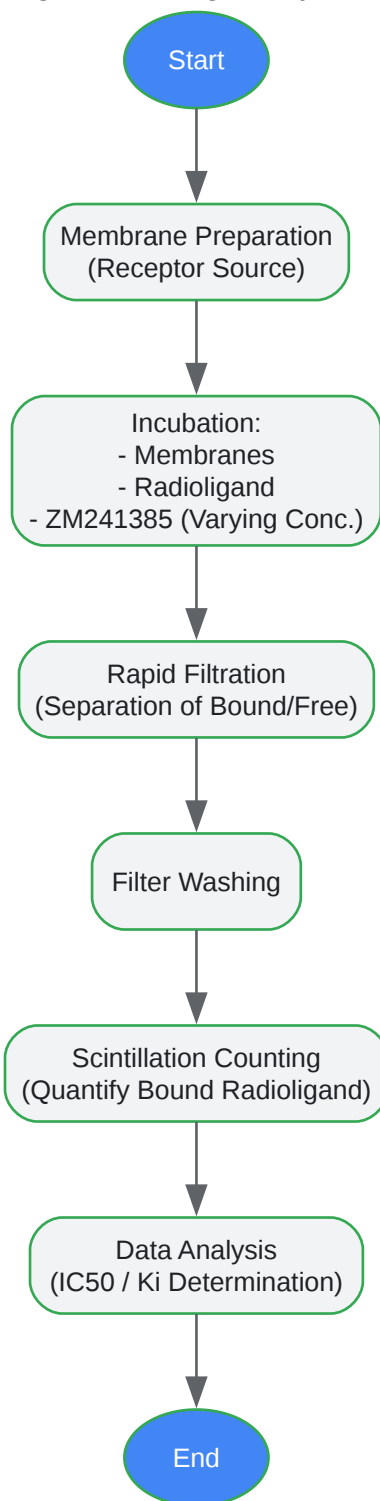 Start
Membrane Preparation
(Receptor Source)
Incubation:
- Membranes
- Radioligand
- ZM241385 (Varying Conc.)
Rapid Filtration
(Separation of Bound/Free)
Filter Washing
Scintillation Counting
(Quantify Bound Radioligand)
Data Analysis
(IC50 / Ki Determination)
End